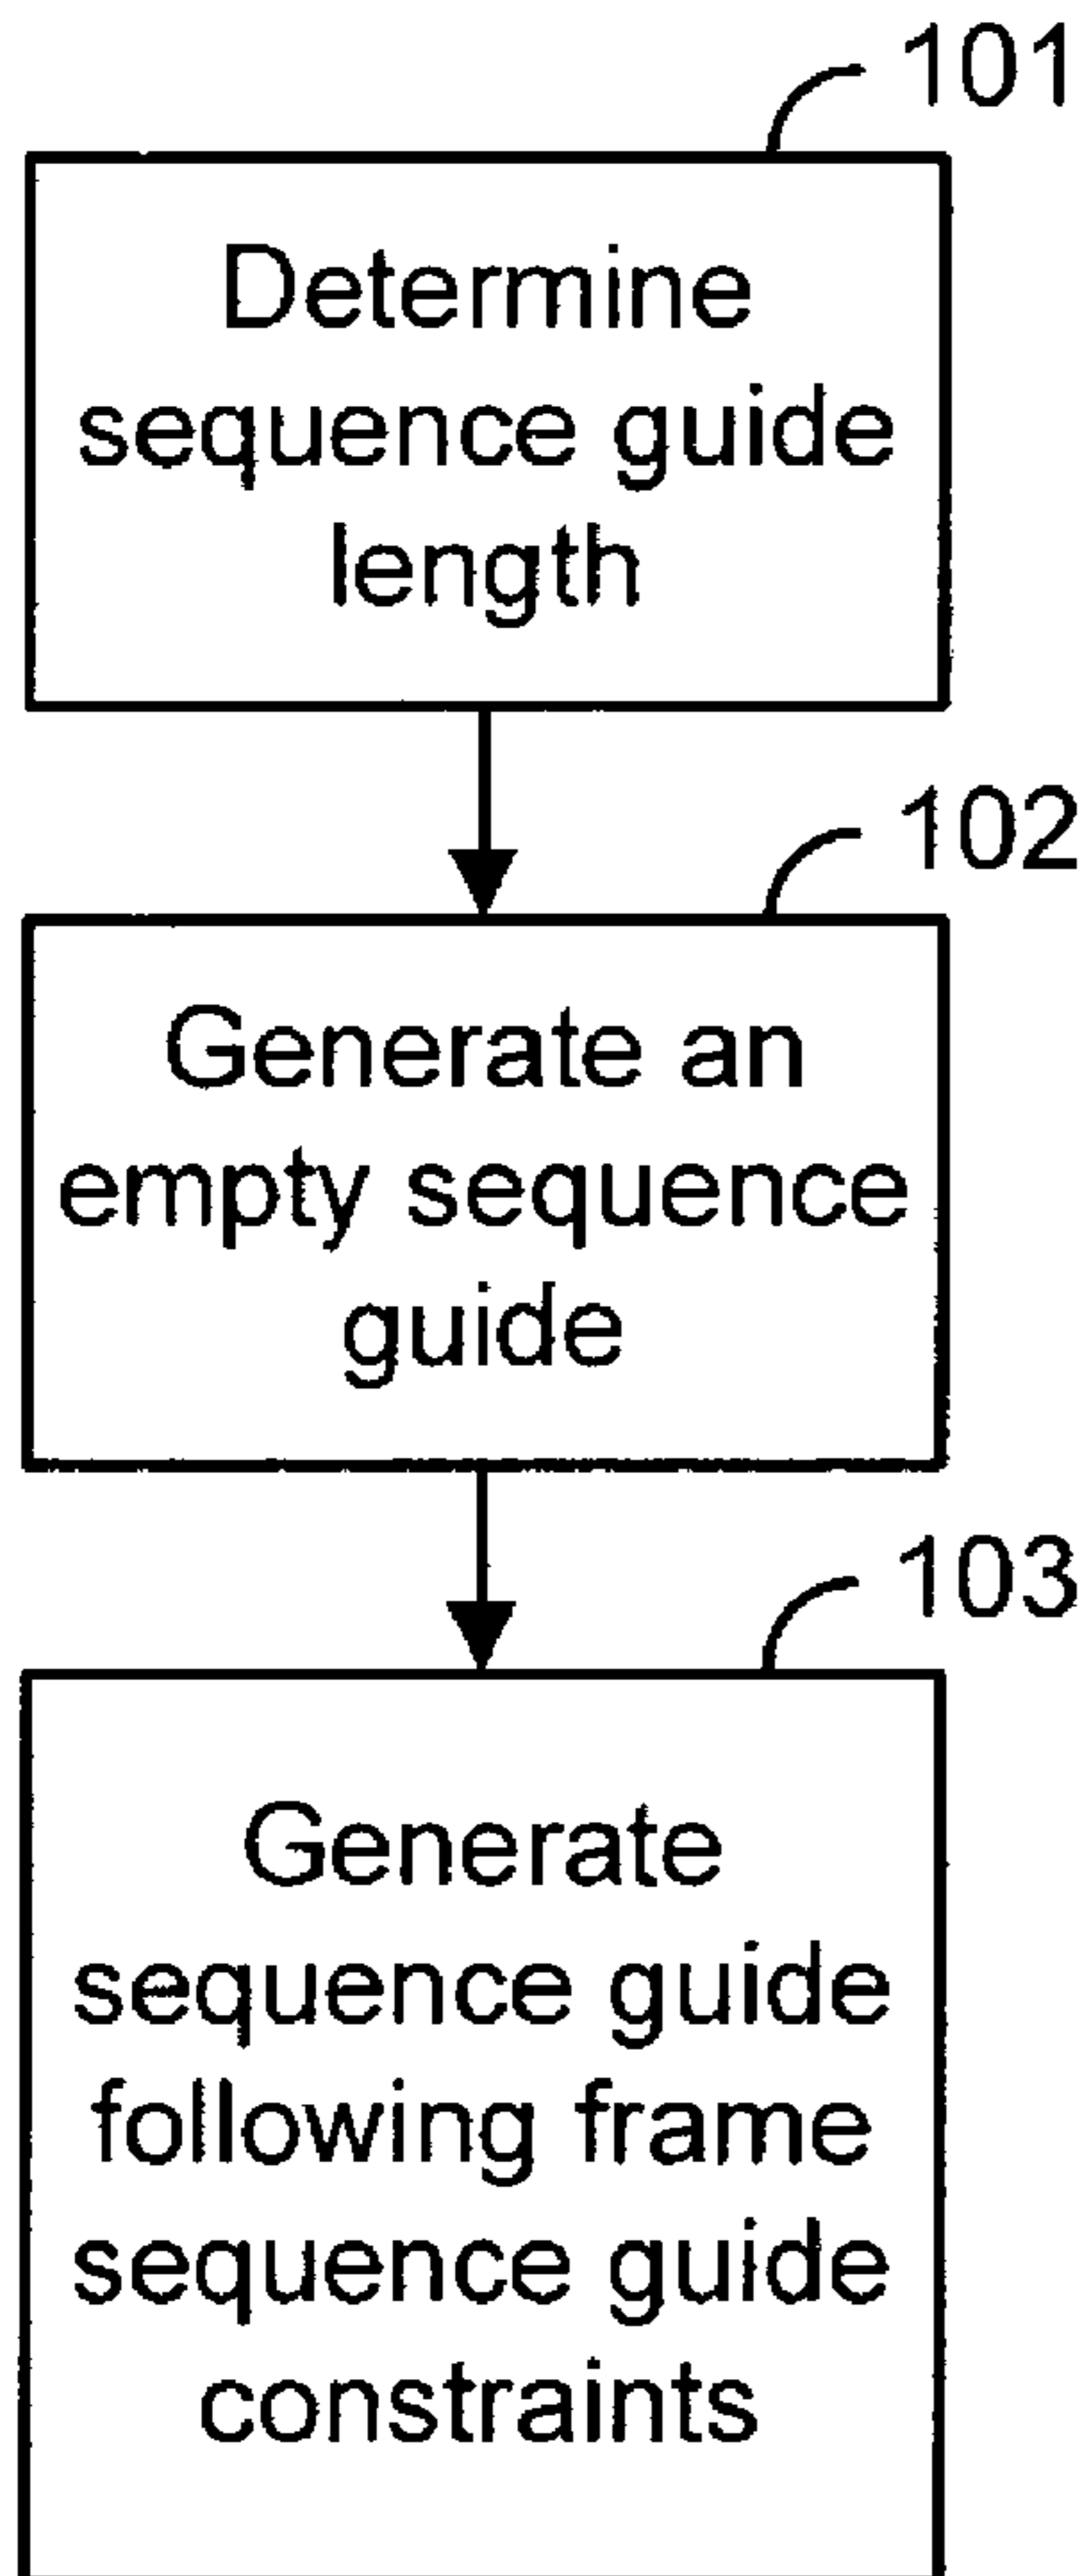 101
Determine
sequence guide
length
102
Generate an
empty sequence
guide
103
Generate
sequence guide
following frame
sequence guide
constraints